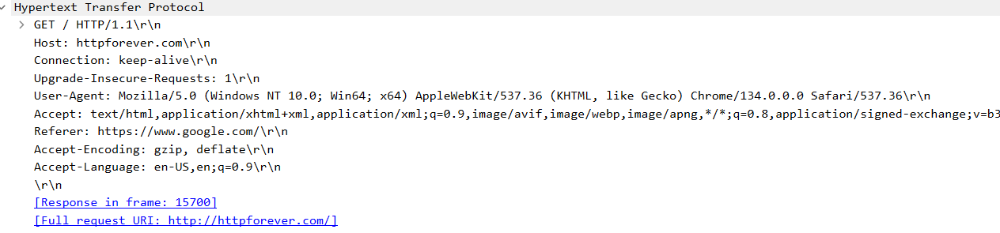 Hypertext Transfer Protocol
GET / HTTP/1.1\r\n
Host: httpforever.com\r\n
Connection: keep-alive\r\n
Upgrade-Insecure-Requests: 1\r\n
User-Agent: Mozilla/5.0 (Windows NT 10.0; Win64; x64) AppleWebKit/537.36 (KHTML, like Gecko) Chrome/134.0.0.0 Safari/537.36\r\n
Accept: text/html,application/xhtml+xml,application/xml;q=0.9,image/avif,image/webp,image/apng,*/*;q=0.8,application/signed-exchange;v=b3
Referer: https://www.google.com/\r\n
Accept-Encoding: gzip, deflate\r\n
Accept-Language: en-US,en;q=0.9\r\n
\r\n
[Response in frame: 15700]
[Full request URI: http://httpforever.com/]